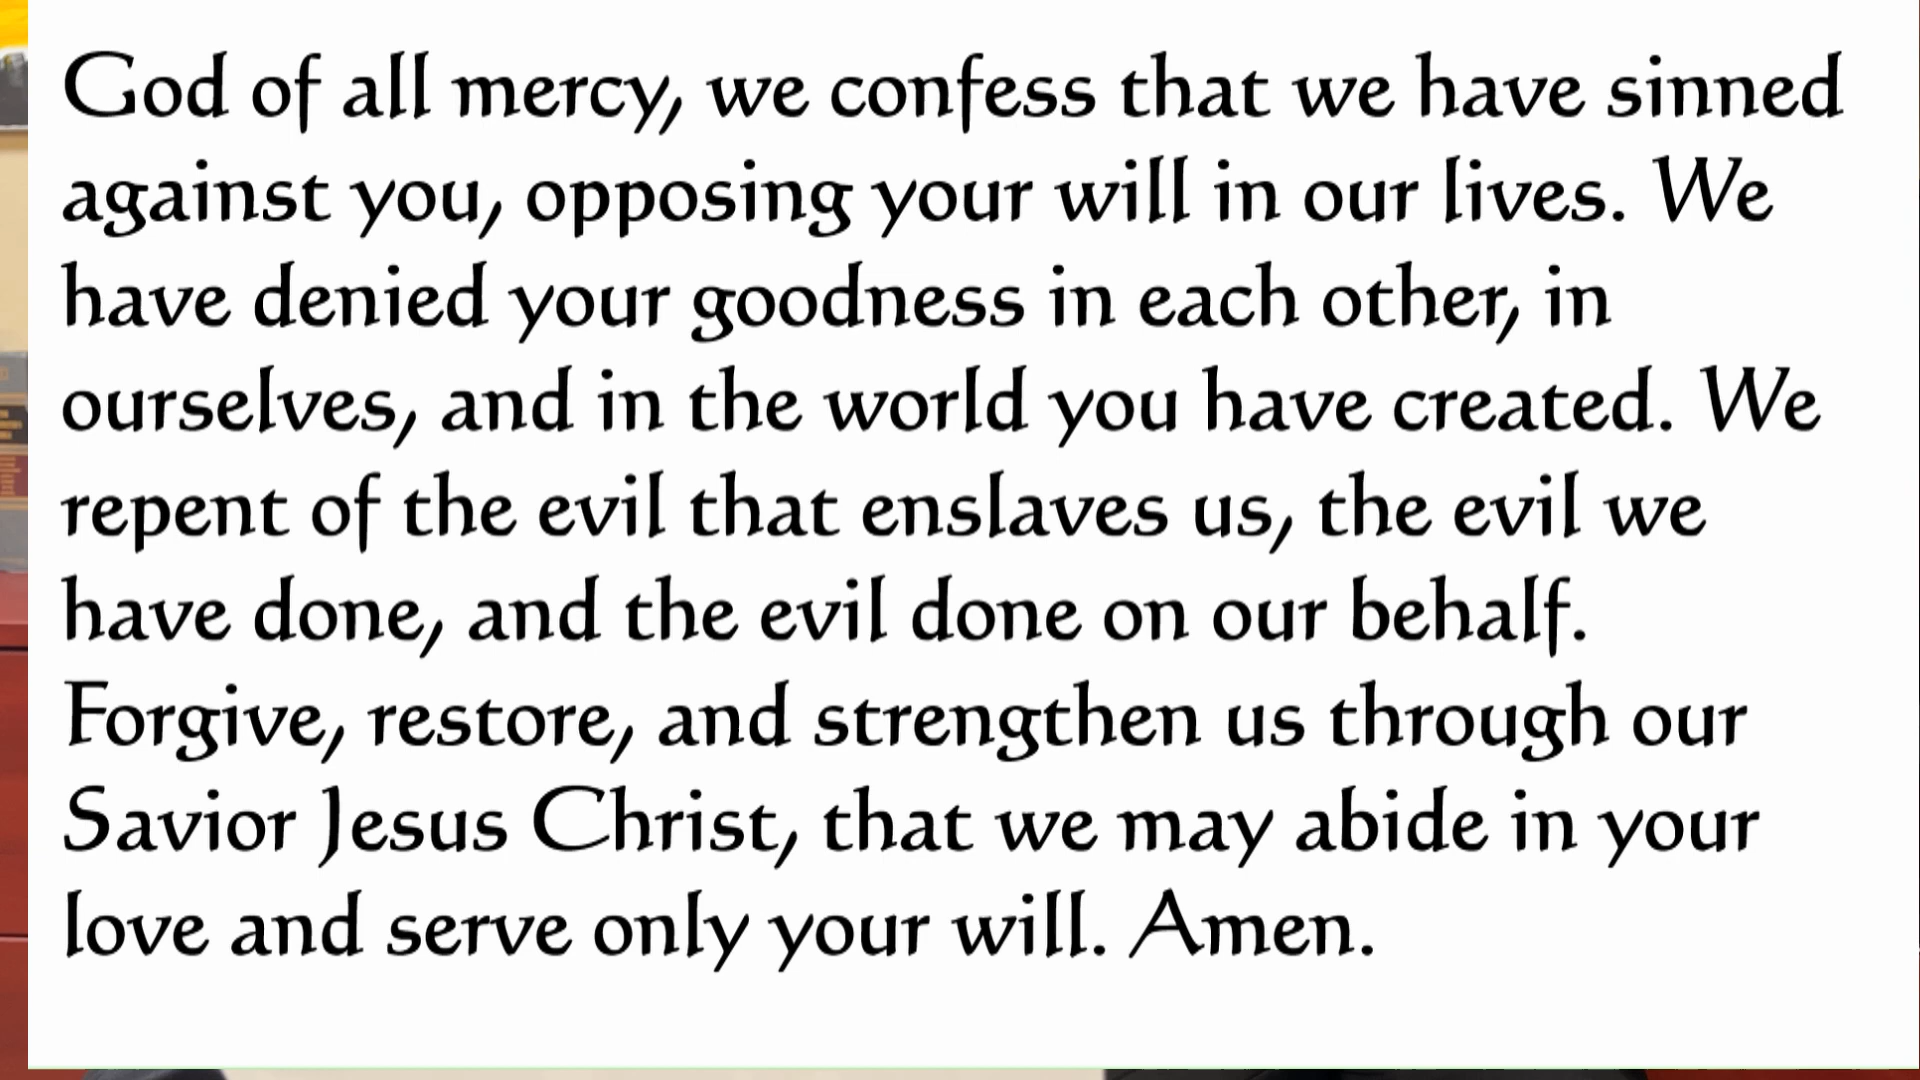 God of all mercy, we confess that we have sinned
against you, opposing your will in our lives. We
have denied your goodness in each other, in
ourselves, and in the world you have created. We
repent of the evil that enslaves us, the evil we
have done, and the evil done on our behalf.
Forgive, restore, and strengthen us through our
Savior Jesus Christ, that we may abide in your
love and serve only your will. Amen.